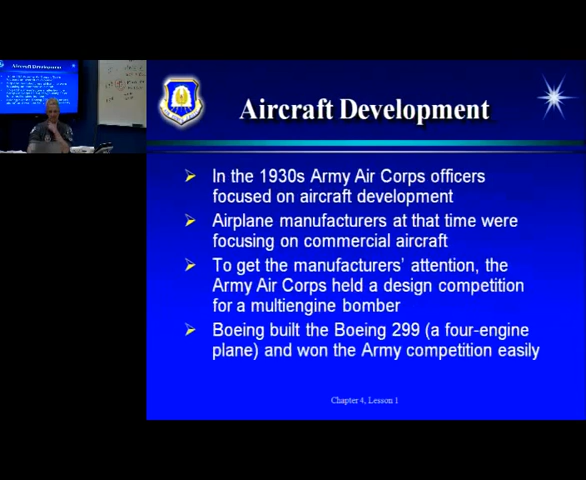 Aircraft Development
In the 1930s Army Air Corps officers
focused on aircraft development
Airplane manufacturers at that time were
focusing on commercial aircraft
To get the manufacturers' attention, the
Army Air Corps held a design competition
for a multiengine bomber
Boeing built the Boeing 299 (a four-engine
plane) and won the Army competition easily
Chapter 4, Lesson 1